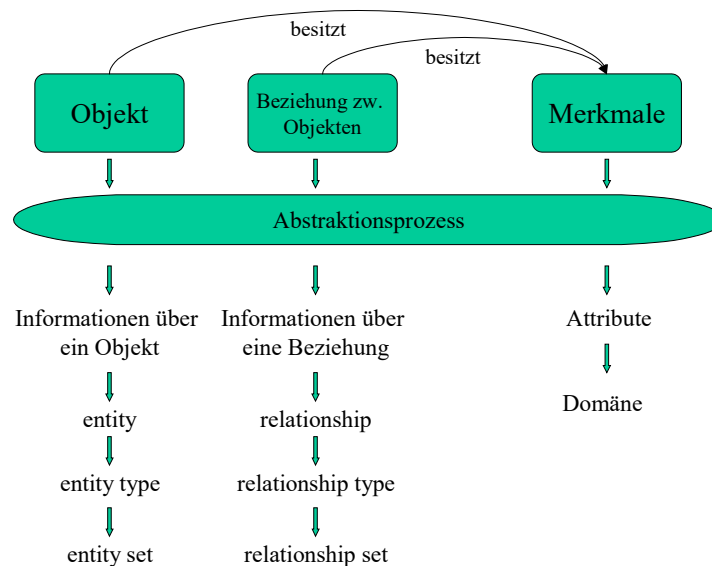 besitzt
besitzt
Objekt
Beziehung zw.
Objekten
Merkmale
Abstraktionsprozess
Informationen über
ein Objekt
Informationen über
eine Beziehung
Attribute
Domäne
entity
relationship
entity type
relationship type
entity set
relationship set